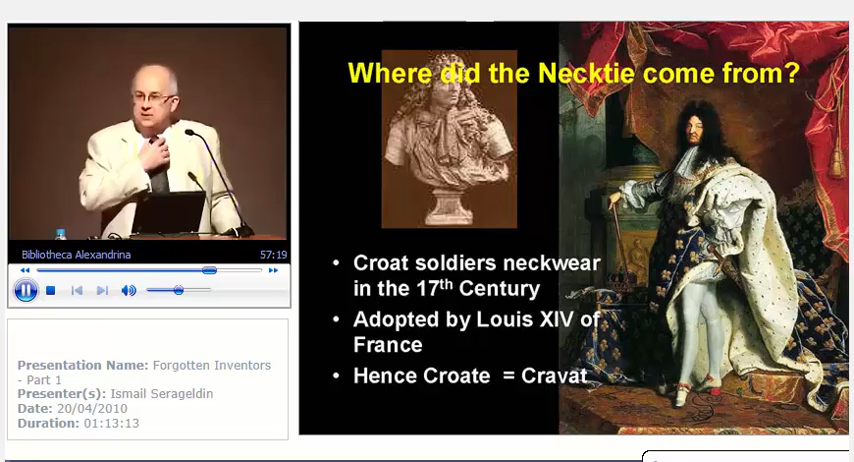 Where did the Necktie come from?
Bibliotheca Alexandrina 57:19
• Croat soldiers neckwear
in the 17th Century
• Adopted by Louis XIV of
France
• Hence Croate = Cravat
Presentation Name: Forgotten Inventors
- Part 1
Presenter(s): Ismail Serageldin
Date: 20/04/2010
Duration: 01:13:13